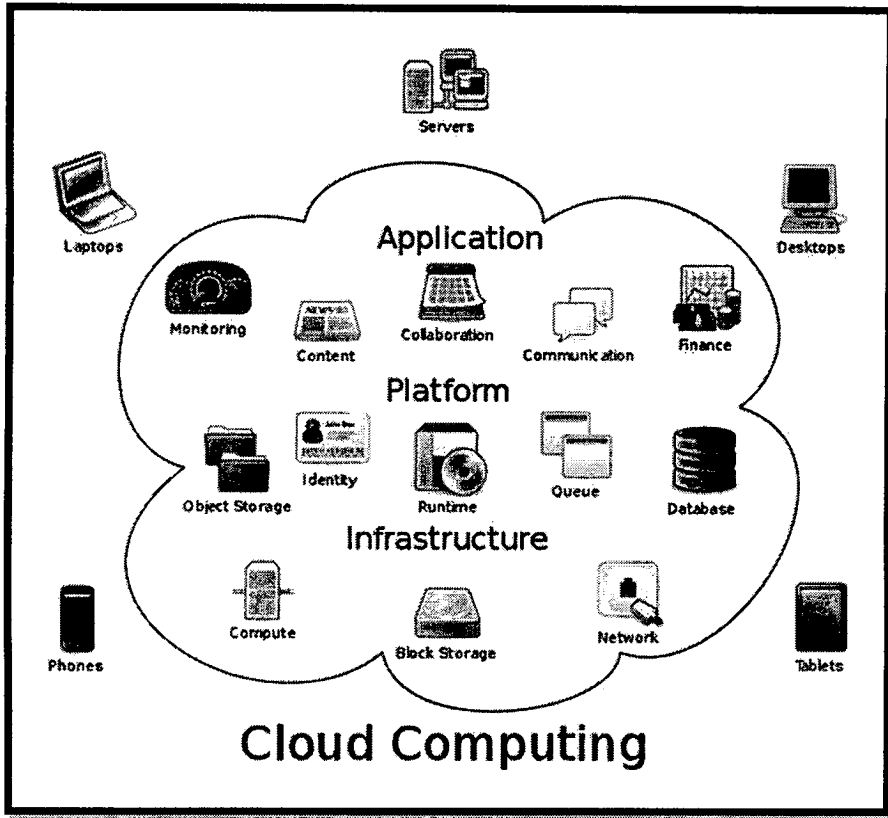 Servers
Laptops
Desktops
Application
Monitoring
Content
Collaboration
Communication
Finance
Platform
Object Storage
Identity
Runtime
Queue
Database
Infrastructure
Compute
Block Storage
Network
Phones
Tablets
Cloud Computing